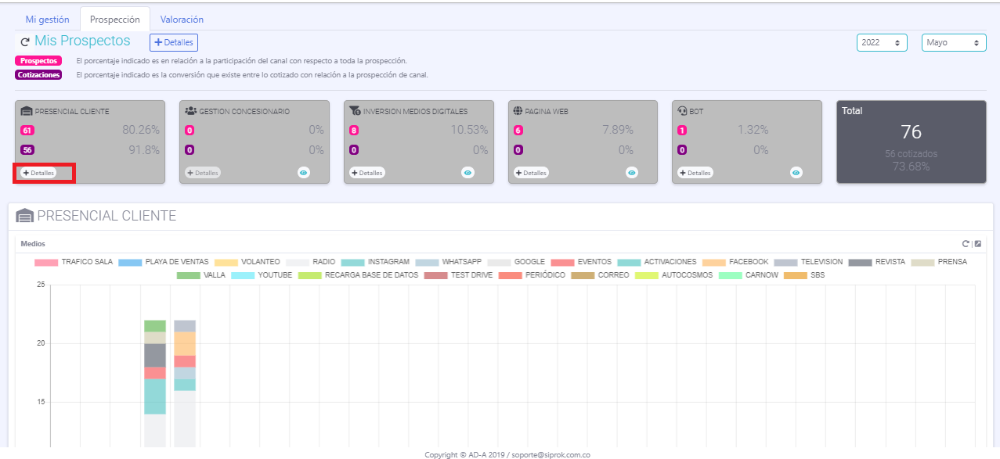 Mi gestión Prospección Valoración
Mis Prospectos + Detalles 2022 Mayo
Prospectos El porcentaje indicado es en relación a la participación del canal con respecto a toda la prospección.
Cotizaciones El porcentaje indicado es la conversión que existe entre lo cotizado con relación a la prospección de canal.
PRESENCIAL CLIENTE
61 80.26%
56 91.8%
+ Detalles
GESTION CONCESIONARIO
0 0%
0 0%
+ Detalles
INVERSION MEDIOS DIGITALES
8 10.53%
0 0%
+ Detalles
PAGINA WEB
6 7.89%
0 0%
+ Detalles
BOT
1 1.32%
0 0%
+ Detalles
Total
76
56 cotizados
73.68%
PRESENCIAL CLIENTE
Medios
TRAFICO SALA PLAYA DE VENTAS VOLANTEO RADIO INSTAGRAM WHATSAPP GOOGLE EVENTOS ACTIVACIONES FACEBOOK TELEVISION REVISTA PRENSA
VALLA YOUTUBE RECARGA BASE DE DATOS TEST DRIVE PERIÓDICO CORREO AUTOCOSMOS CARNOW SBS
25
20
15
Copyright © AD-A 2019 / soporte@siprok.com.co